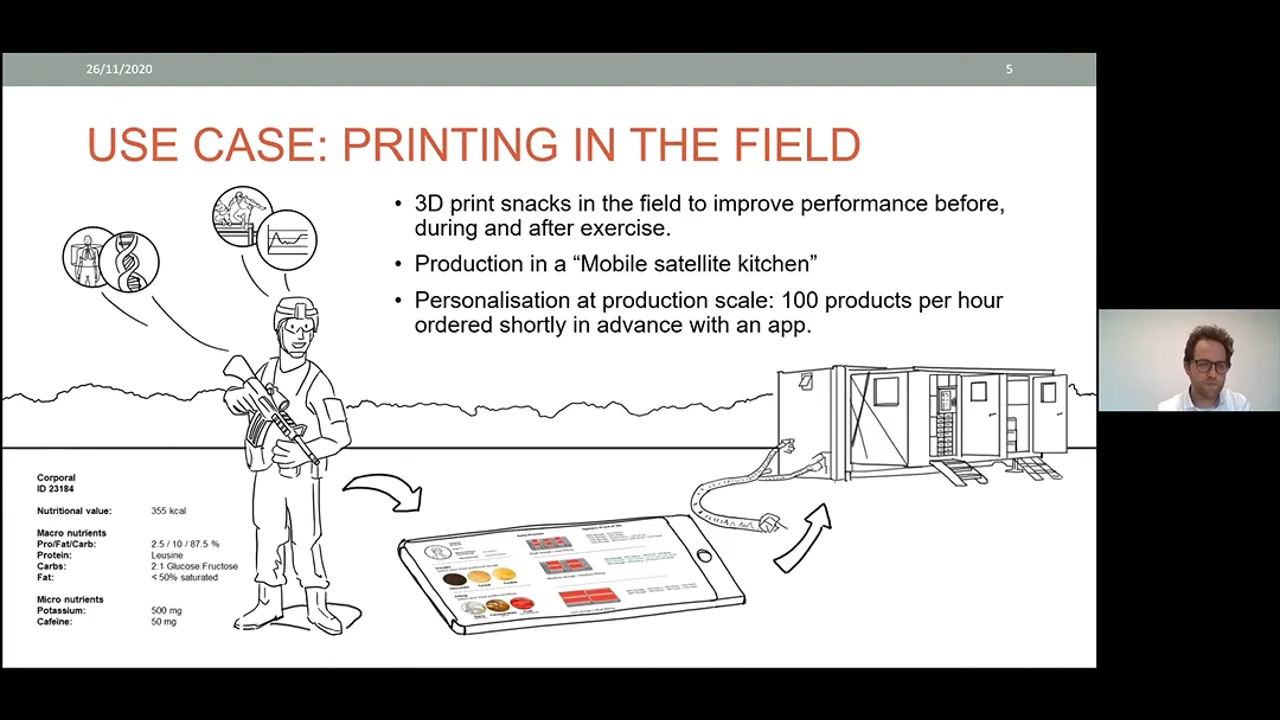 26/11/2020
5
USE CASE: PRINTING IN THE FIELD
• 3D print snacks in the field to improve performance before,
during and after exercise.
• Production in a “Mobile satellite kitchen”
• Personalisation at production scale: 100 products per hour
ordered shortly in advance with an app.
Corporal
ID 23184
Nutritional value: 355 kcal
Macro nutrients
Pro/Fat/Carb: 2.5 / 10 / 87.5 %
Protein: Leusine
Carbs: 2:1 Glucose:Fructose
Fat: < 50% saturated
Micro nutrients
Potassium: 500 mg
Cafeïne: 50 mg